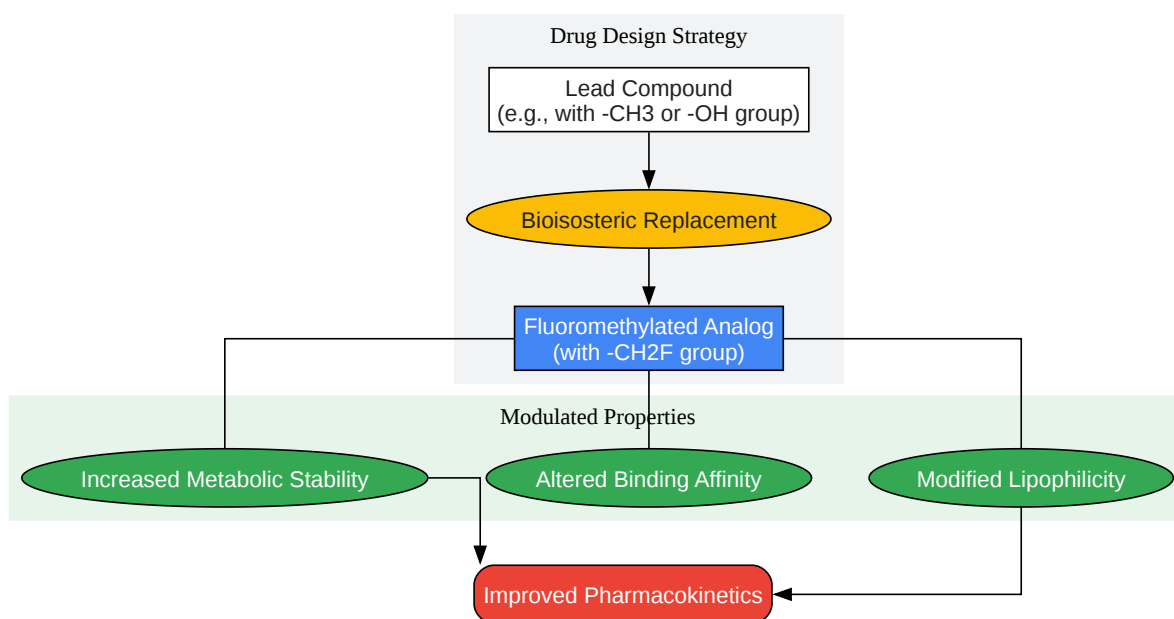 Drug Design Strategy
Lead Compound
(e.g., with -CH3 or -OH group)
Bioisosteric Replacement
Fluoromethylated Analog
(with -CH2F group)
Modulated Properties
Increased Metabolic Stability
Altered Binding Affinity
Modified Lipophilicity
Improved Pharmacokinetics